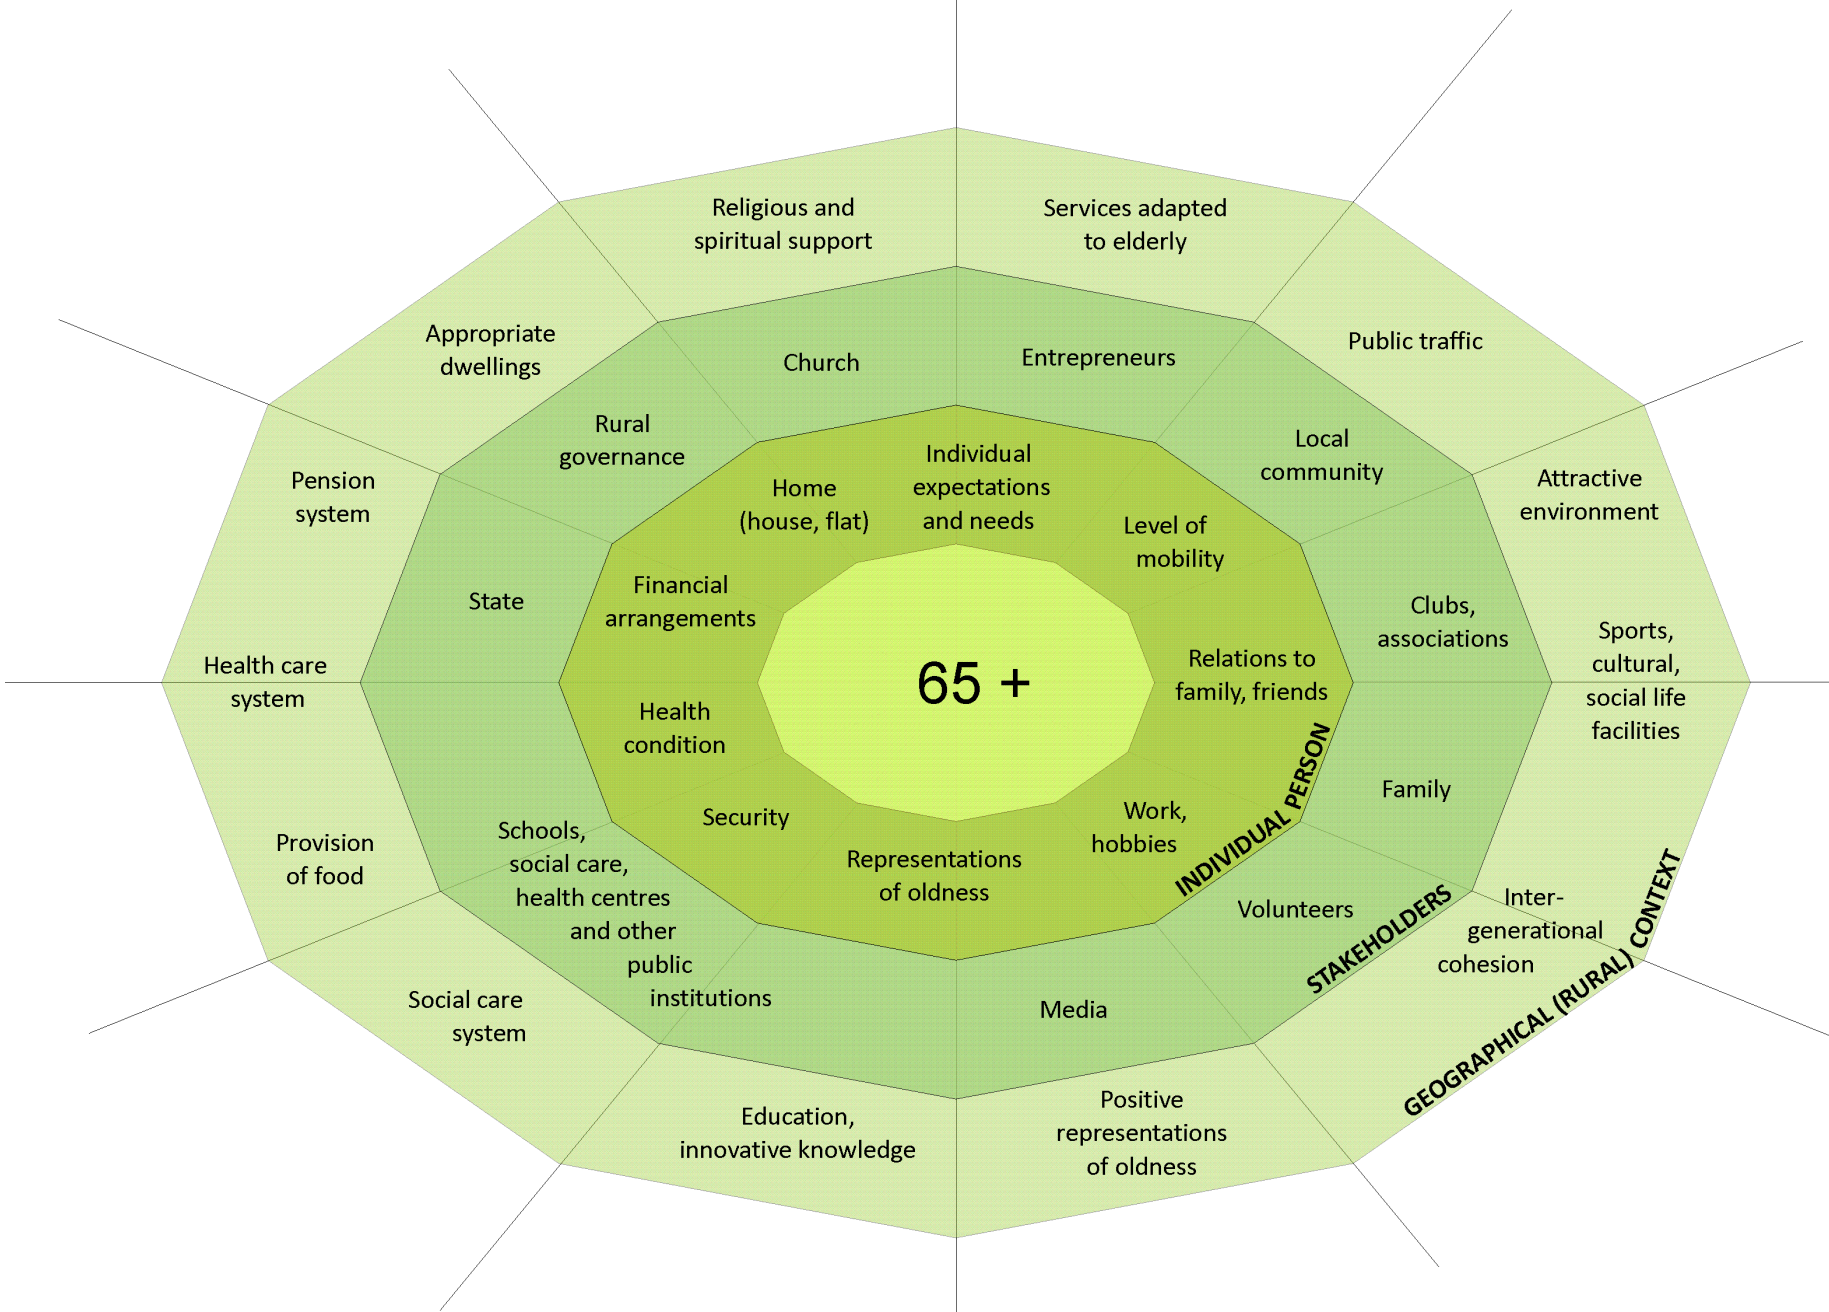 Religious and
spiritual support
Services adapted
to elderly
Appropriate
dwellings
Public traffic
Church
Entrepreneurs
Rural
governance
Local
community
Pension
system
Attractive
environment
Home
(house, flat)
Individual
expectations
and needs
Level of
mobility
State
Financial
arrangements
Clubs,
associations
Health care
system
65 +
Relations to
family, friends
Sports,
cultural,
social life
facilities
Health
condition
Family
INDIVIDUAL PERSON
Security
Work,
hobbies
Provision
of food
Schools,
social care,
health centres
and other
public
institutions
Representations
of oldness
Volunteers
STAKEHOLDERS
Inter-
generational
cohesion
GEOGRAPHICAL (RURAL) CONTEXT
Social care
system
Media
Education,
innovative knowledge
Positive
representations
of oldness